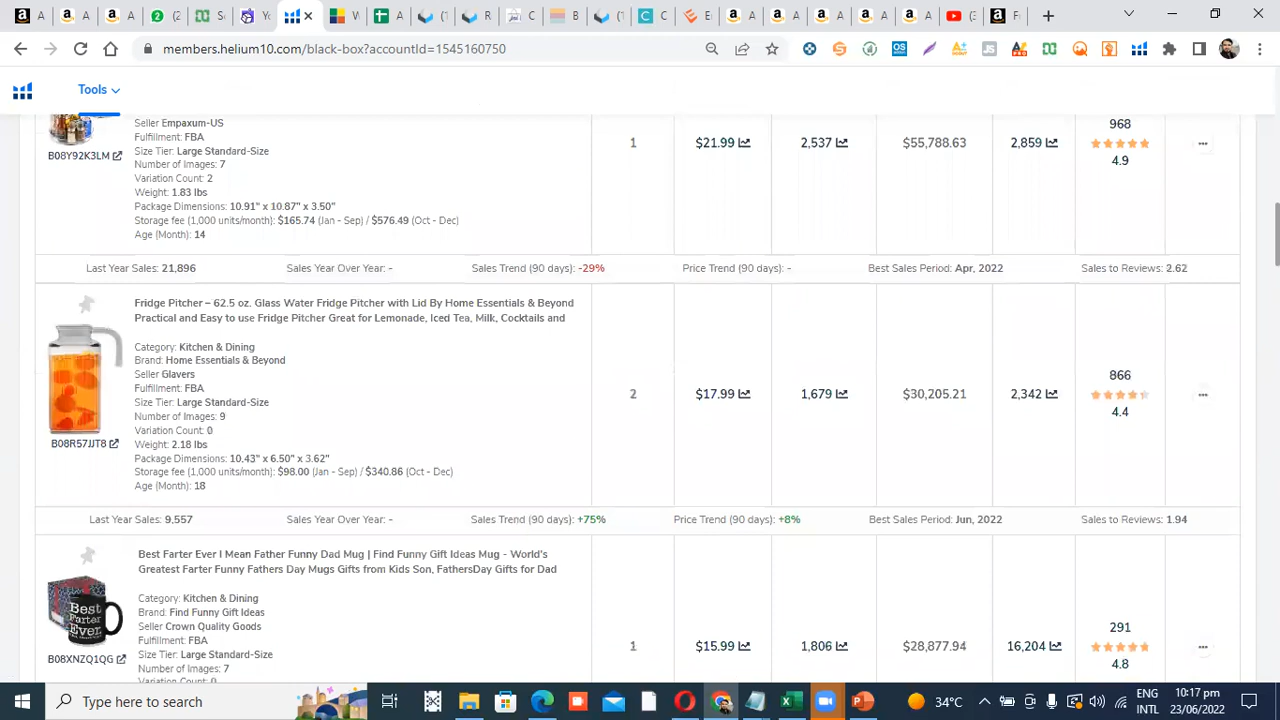 members.helium10.com/black-box?accountId=1545160750
Tools
Seller Empaxum-US
Fulfillment: FBA
Size Tier: Large Standard-Size
Number of Images: 7
Variation Count: 2
Weight: 1.83 lbs
Package Dimensions: 10.91" x 10.87" x 3.50"
Storage fee (1,000 units/month): $165.74 (Jan - Sep) / $576.49 (Oct - Dec)
Age (Month): 14
B08Y92K3LM
1
$21.99
2,537
$55,788.63
2,859
968
4.9
Last Year Sales: 21,896
Sales Year Over Year: -
Sales Trend (90 days): -29%
Price Trend (90 days): -
Best Sales Period: Apr, 2022
Sales to Reviews: 2.62
Fridge Pitcher – 62.5 oz. Glass Water Fridge Pitcher with Lid By Home Essentials & Beyond
Practical and Easy to use Fridge Pitcher Great for Lemonade, Iced Tea, Milk, Cocktails and
Category: Kitchen & Dining
Brand: Home Essentials & Beyond
Seller Glavers
Fulfillment: FBA
Size Tier: Large Standard-Size
Number of Images: 9
Variation Count: 0
Weight: 2.18 lbs
Package Dimensions: 10.43" x 6.50" x 3.62"
Storage fee (1,000 units/month): $98.00 (Jan - Sep) / $340.86 (Oct - Dec)
Age (Month): 18
B08R57JJT8
2
$17.99
1,679
$30,205.21
2,342
866
4.4
Last Year Sales: 9,557
Sales Year Over Year: -
Sales Trend (90 days): +75%
Price Trend (90 days): +8%
Best Sales Period: Jun, 2022
Sales to Reviews: 1.94
Best Farter Ever I Mean Father Funny Dad Mug | Find Funny Gift Ideas Mug - World's
Greatest Farter Funny Fathers Day Mugs Gifts from Kids Son, FathersDay Gifts for Dad
Category: Kitchen & Dining
Brand: Find Funny Gift Ideas
Seller Crown Quality Goods
Fulfillment: FBA
Size Tier: Large Standard-Size
Number of Images: 7
Variation Count: 0
Best
Farter
Ever
B08XNZQ1QG
1
$15.99
1,806
$28,877.94
16,204
291
4.8
Type here to search
34°C
ENG
INTL
10:17 pm
23/06/2022